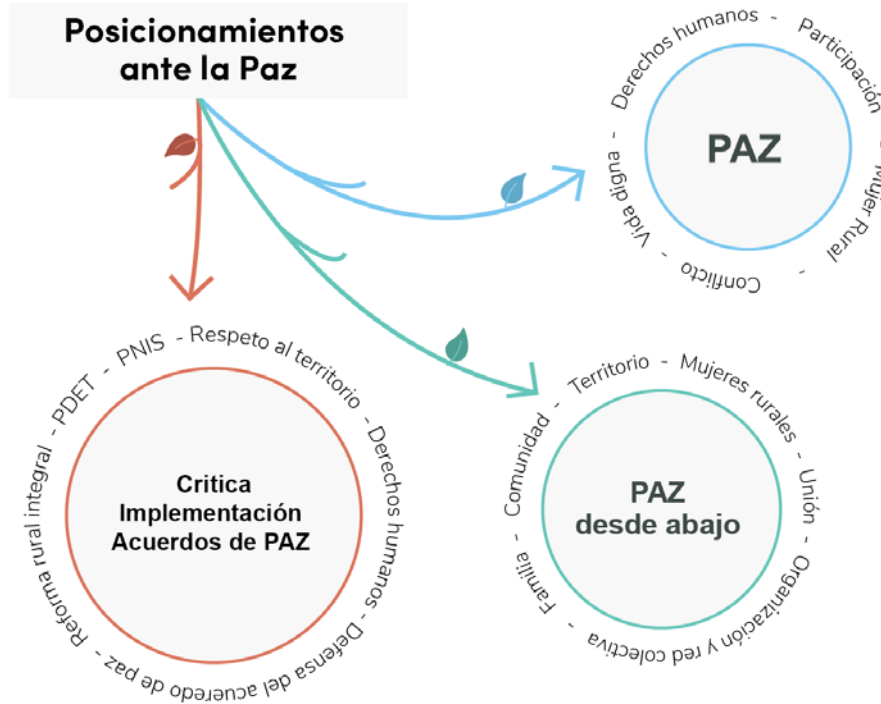 Posicionamientos
ante la Paz
Derechos humanos - Participación - Mujer Rural - Conflicto - Vida digna -
PAZ
Reforma rural integral - PDET - PNIS - Respeto al territorio - Derechos humanos - Defensa del acueredo de paz -
Critica
Implementación
Acuerdos de PAZ
Familia - Comunidad - Territorio - Mujeres rurales - Unión - Organización y red colectiva -
PAZ
desde abajo